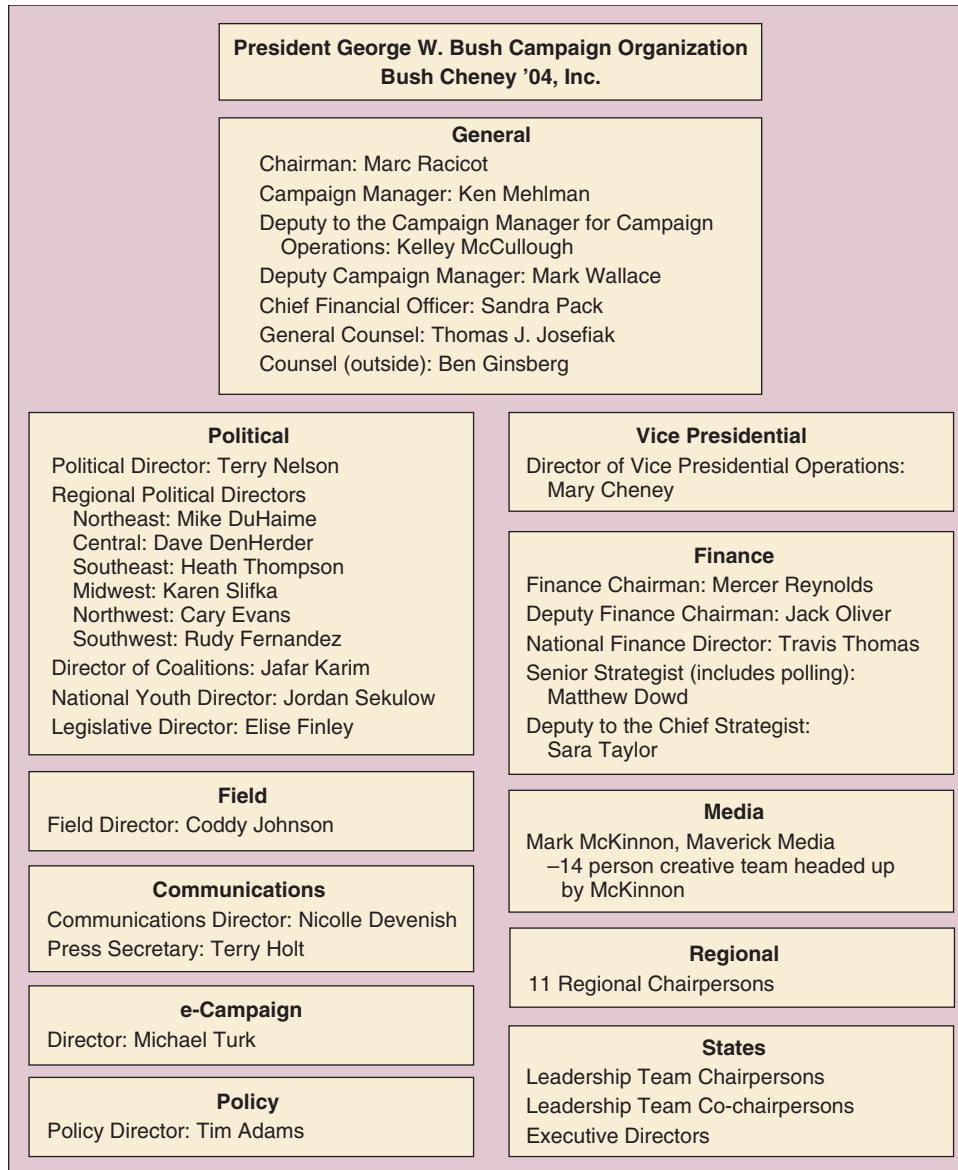 President George W. Bush Campaign Organization
Bush Cheney '04, Inc.
General
Chairman: Marc Racicot
Campaign Manager: Ken Mehlman
Deputy to the Campaign Manager for Campaign
Operations: Kelley McCullough
Deputy Campaign Manager: Mark Wallace
Chief Financial Officer: Sandra Pack
General Counsel: Thomas J. Josefiak
Counsel (outside): Ben Ginsberg
Political
Political Director: Terry Nelson
Regional Political Directors
Northeast: Mike DuHaime
Central: Dave DenHerder
Southeast: Heath Thompson
Midwest: Karen Slifka
Northwest: Cary Evans
Southwest: Rudy Fernandez
Director of Coalitions: Jafar Karim
National Youth Director: Jordan Sekulow
Legislative Director: Elise Finley
Field
Field Director: Coddy Johnson
Communications
Communications Director: Nicolle Devenish
Press Secretary: Terry Holt
e-Campaign
Director: Michael Turk
Policy
Policy Director: Tim Adams
Vice Presidential
Director of Vice Presidential Operations:
Mary Cheney
Finance
Finance Chairman: Mercer Reynolds
Deputy Finance Chairman: Jack Oliver
National Finance Director: Travis Thomas
Senior Strategist (includes polling):
Matthew Dowd
Deputy to the Chief Strategist:
Sara Taylor
Media
Mark McKinnon, Maverick Media
–14 person creative team headed up
by McKinnon
Regional
11 Regional Chairpersons
States
Leadership Team Chairpersons
Leadership Team Co-chairpersons
Executive Directors